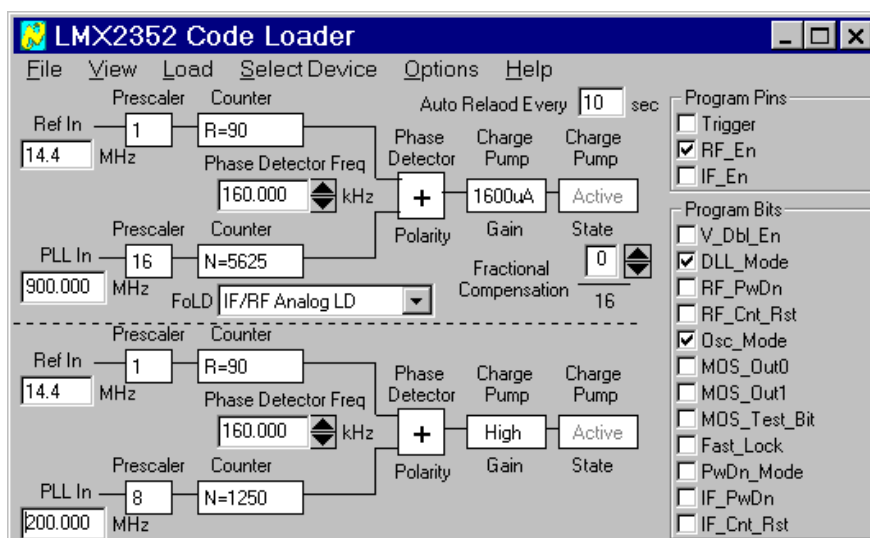 LMX2352 Code Loader
File View Load Select Device Options Help
Prescaler Counter Auto Relaod Every 10 sec
Ref In 1 R=90
14.4 MHz
Phase Detector Freq
160.000 kHz
Phase Detector Charge Pump Charge Pump
+ 1600uA Active
Polarity Gain State
Prescaler Counter
PLL In 16 N=5625
900.000 MHz
Fractional Compensation 0
16
FoLD IF/RF Analog LD
Prescaler Counter
Ref In 1 R=90
14.4 MHz
Phase Detector Freq
160.000 kHz
Phase Detector Charge Pump Charge Pump
+ High Active
Polarity Gain State
Prescaler Counter
PLL In 8 N=1250
200.000 MHz
Program Pins
Trigger
RF_En
IF_En
Program Bits
V_Dbl_En
DLL_Mode
RF_PwDn
RF_Cnt_Rst
Osc_Mode
MOS_Out0
MOS_Out1
MOS_Test_Bit
Fast_Lock
PwDn_Mode
IF_PwDn
IF_Cnt_Rst